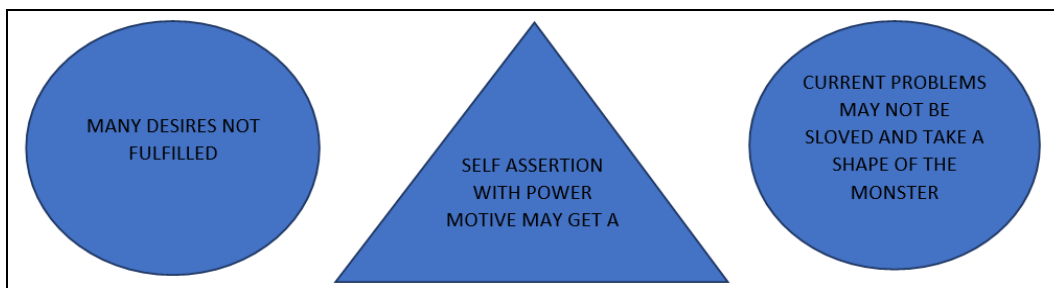 MANY DESIRES NOT
FULFILLED
SELF ASSERTION
WITH POWER
MOTIVE MAY GET A
CURRENT PROBLEMS
MAY NOT BE
SLOVED AND TAKE A
SHAPE OF THE
MONSTER